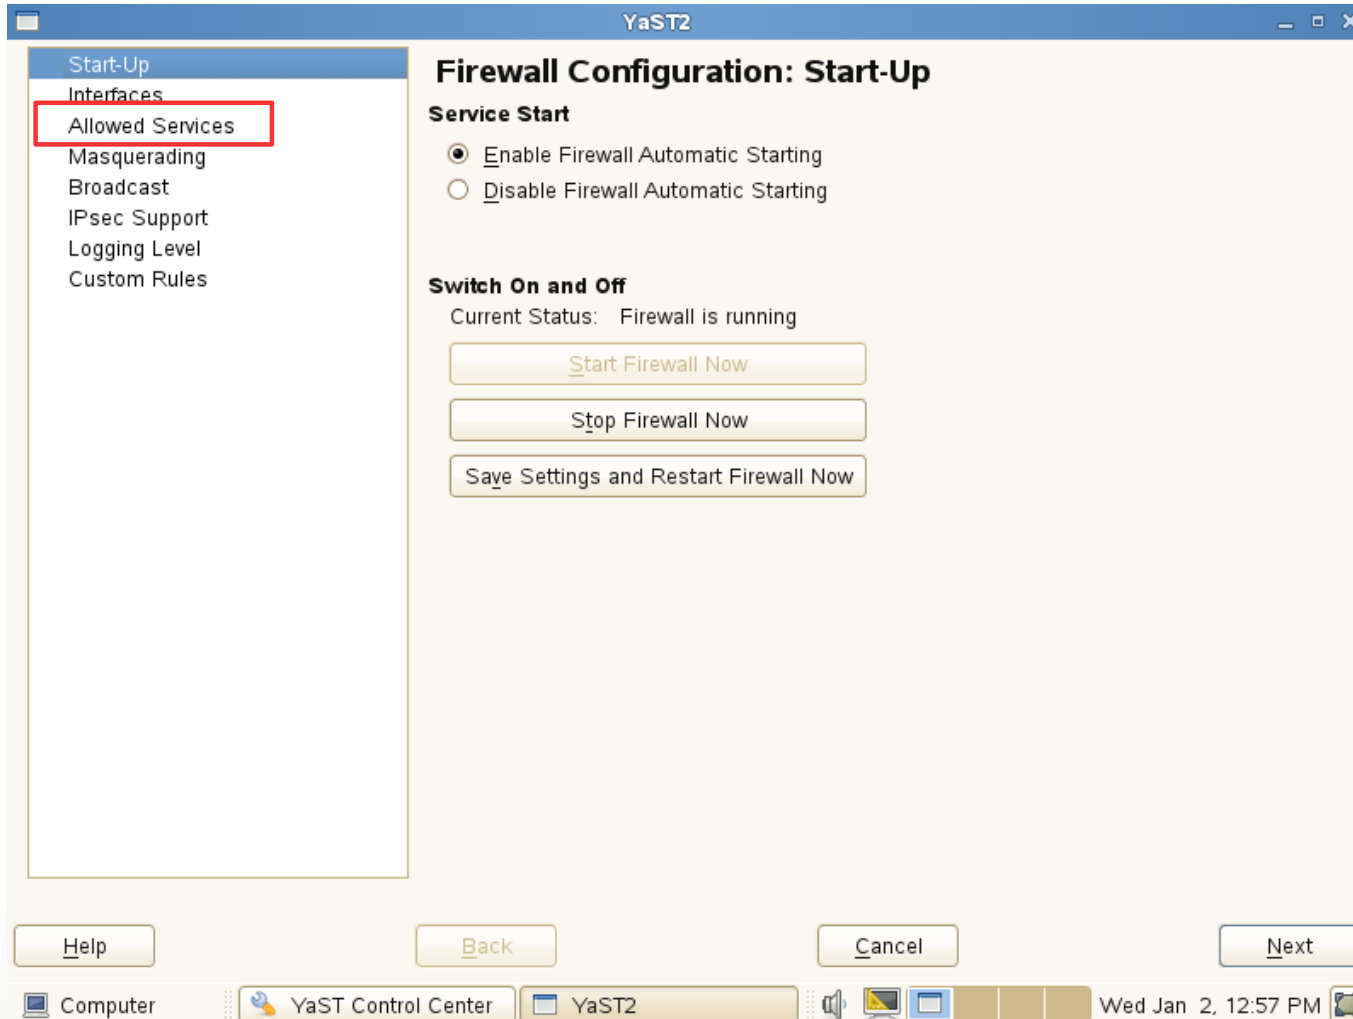 YaST2
Start-Up
Interfaces
Allowed Services
Masquerading
Broadcast
IPsec Support
Logging Level
Custom Rules
Firewall Configuration: Start-Up
Service Start
Enable Firewall Automatic Starting
Disable Firewall Automatic Starting
Switch On and Off
Current Status: Firewall is running
Start Firewall Now
Stop Firewall Now
Save Settings and Restart Firewall Now
Help Back Cancel Next
Computer YaST Control Center YaST2 Wed Jan 2, 12:57 PM